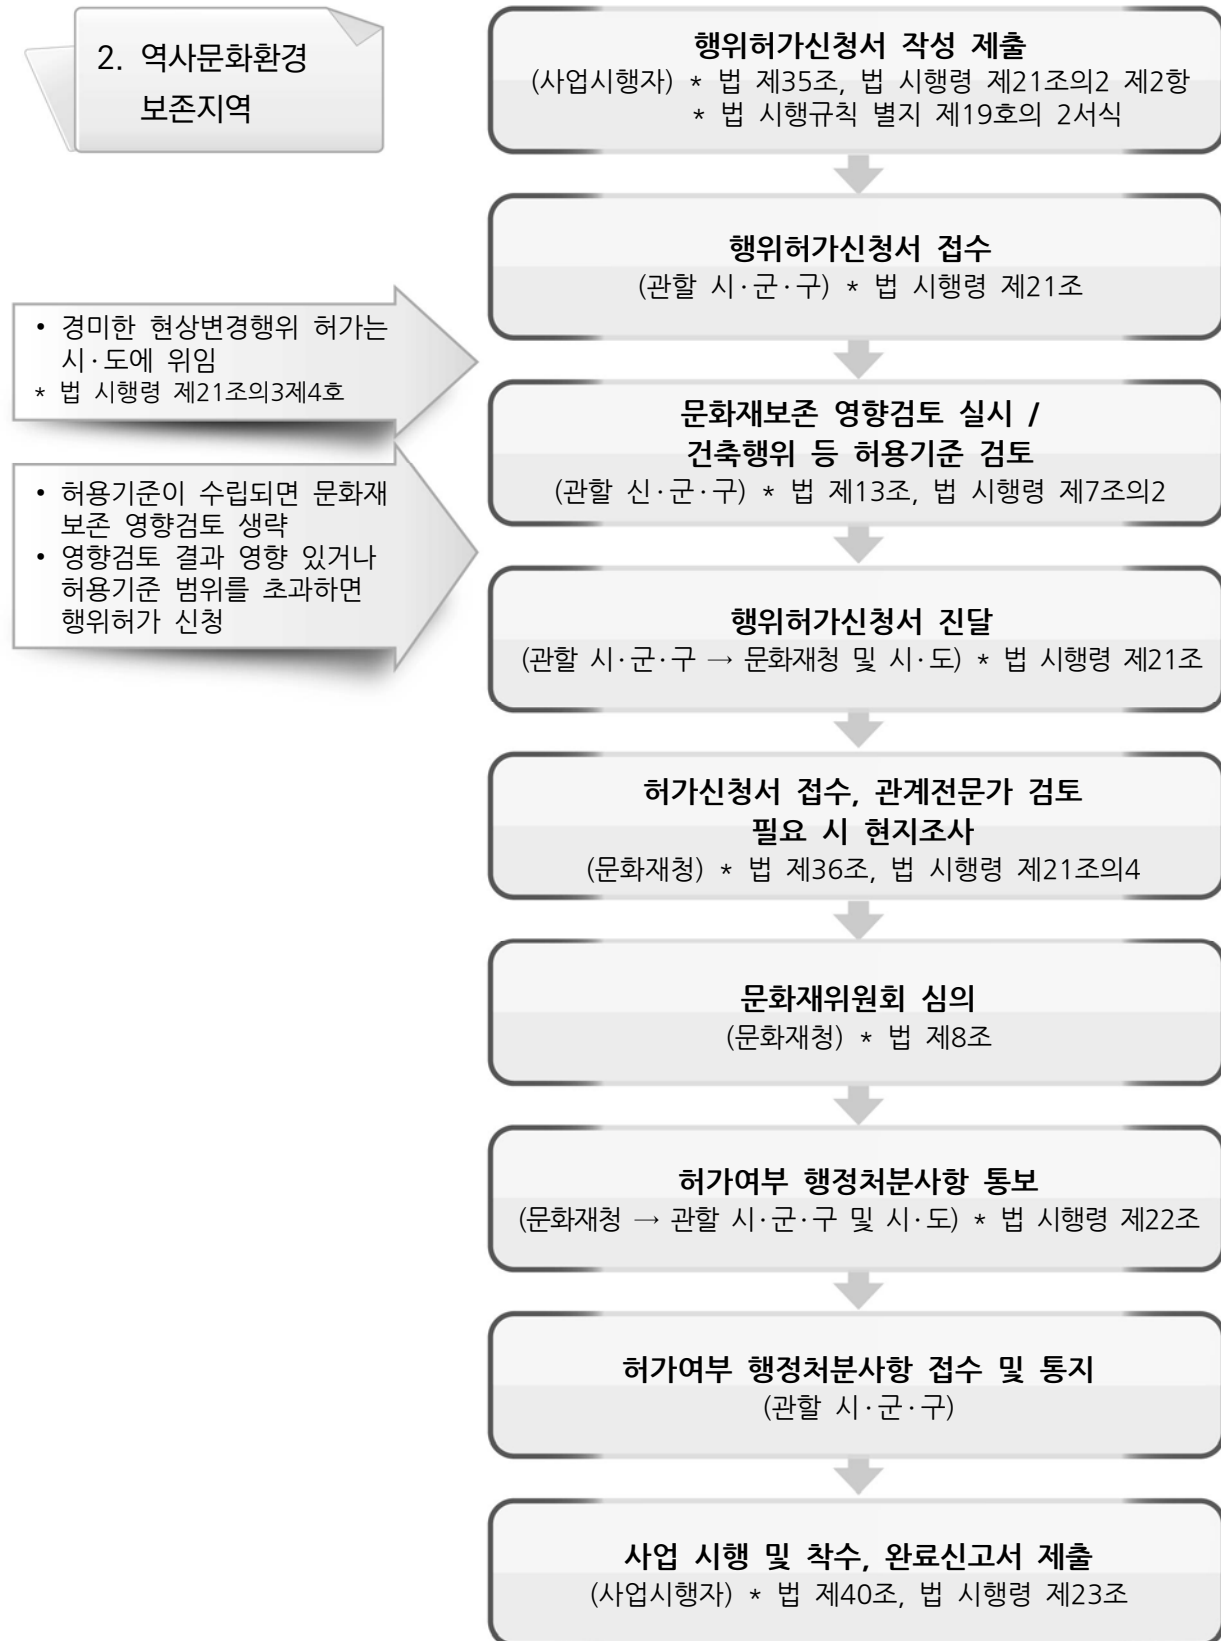 2. 역사문화환경
보존지역
행위허가신청서 작성 제출
(사업시행자) * 법 제35조, 법 시행령 제21조의2 제2항
* 법 시행규칙 별지 제19호의 2서식
행위허가신청서 접수
(관할 시·군·구) * 법 시행령 제21조
• 경미한 현상변경행위 허가는
시·도에 위임
* 법 시행령 제21조의3제4호
문화재보존 영향검토 실시 /
건축행위 등 허용기준 검토
(관할 신·군·구) * 법 제13조, 법 시행령 제7조의2
• 허용기준이 수립되면 문화재
보존 영향검토 생략
• 영향검토 결과 영향 있거나
허용기준 범위를 초과하면
행위허가 신청
행위허가신청서 진달
(관할 시·군·구 → 문화재청 및 시·도) * 법 시행령 제21조
허가신청서 접수, 관계전문가 검토
필요 시 현지조사
(문화재청) * 법 제36조, 법 시행령 제21조의4
문화재위원회 심의
(문화재청) * 법 제8조
허가여부 행정처분사항 통보
(문화재청 → 관할 시·군·구 및 시·도) * 법 시행령 제22조
허가여부 행정처분사항 접수 및 통지
(관할 시·군·구)
사업 시행 및 착수, 완료신고서 제출
(사업시행자) * 법 제40조, 법 시행령 제23조